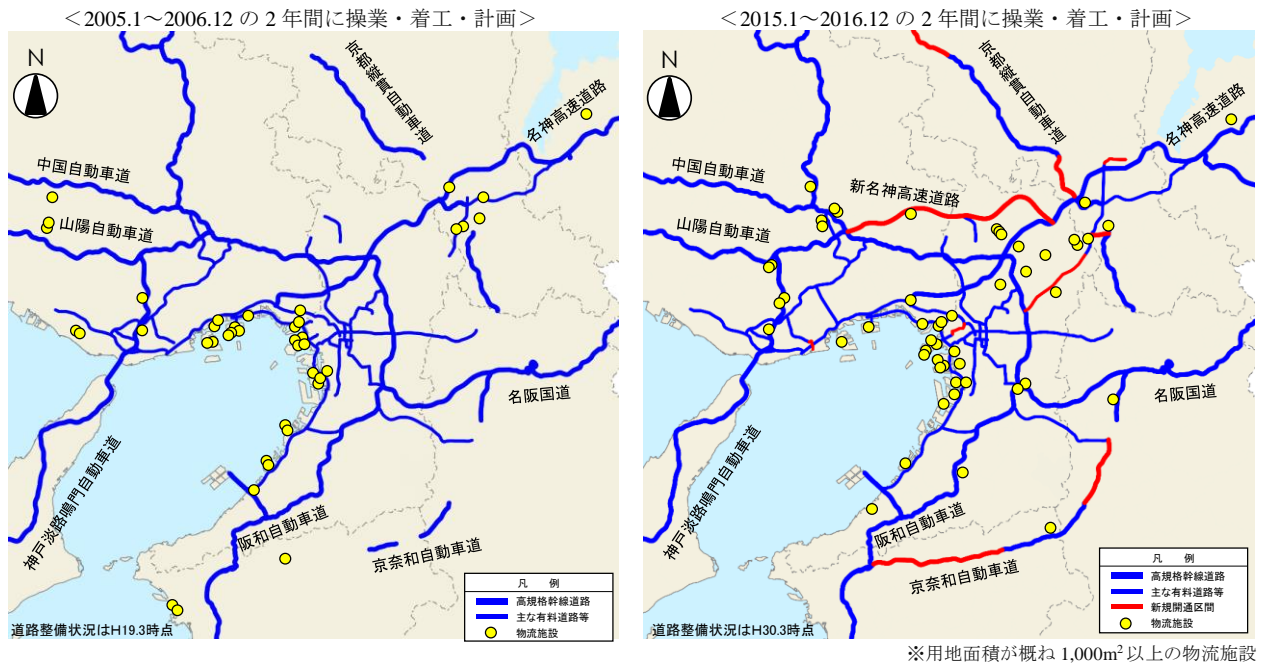 ＜2005.1～2006.12 の 2 年間に操業・着工・計画＞
N
京都縦貫自動車道
名神高速道路
中国自動車道
山陽自動車道
名阪国道
神戸淡路鳴門自動車道
阪和自動車道
京奈和自動車道
凡 例
高規格幹線道路
主な有料道路等
物流施設
道路整備状況はH19.3時点
＜2015.1～2016.12 の 2 年間に操業・着工・計画＞
N
京都縦貫自動車道
名神高速道路
中国自動車道
新名神高速道路
山陽自動車道
名阪国道
神戸淡路鳴門自動車道
阪和自動車道
京奈和自動車道
凡 例
高規格幹線道路
主な有料道路等
新規開通区間
物流施設
道路整備状況はH30.3時点
※用地面積が概ね 1,000m²以上の物流施設